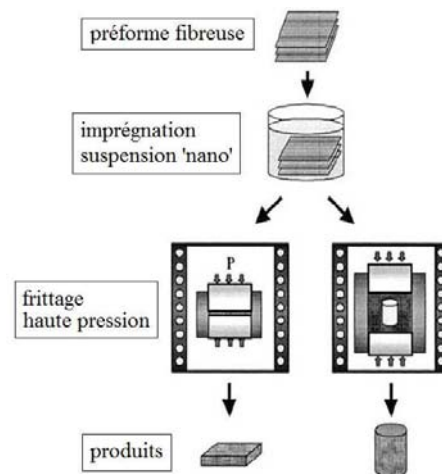 préforme fibreuse
imprégnation
suspension 'nano'
P
frittage
haute pression
produits